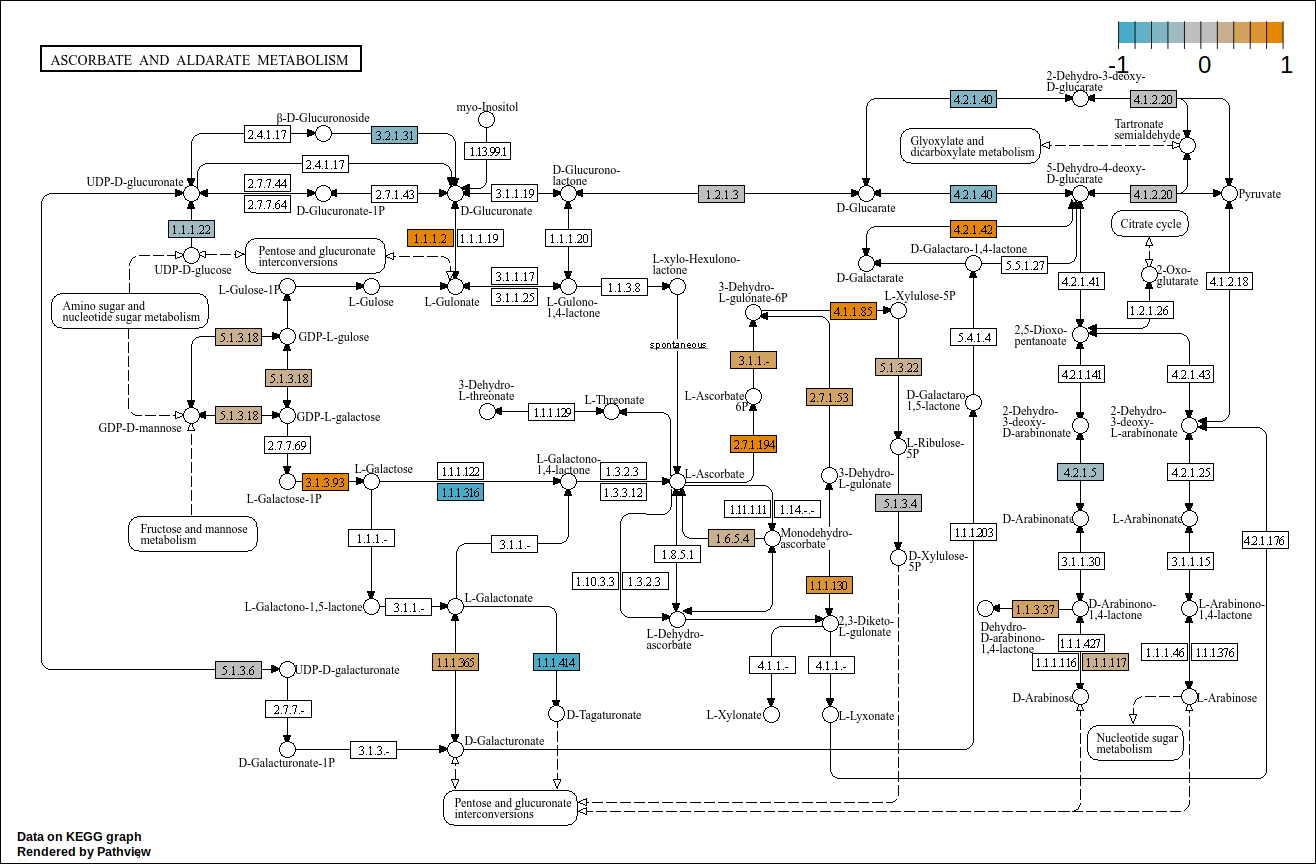 -1
0
1
ASCORBATE AND ALDARATE METABOLISM
2-Dehydro-3-deoxy-
D-glucarate
4.2.1.40
4.1.2.20
myo-Inositol
β-D-Glucuronoside
2.4.1.17
3.2.1.31
1.13.99.1
Tartronate
semialdehyde
Glyoxylate and
dicarboxylate metabolism
2.4.1.17
UDP-D-glucuronate
2.7.7.44
2.7.7.64
2.7.1.43
D-Glucuronate-1P
D-Glucuronate
3.1.1.19
D-Glucurono-
lactone
1.2.1.3
D-Glucarate
4.2.1.40
5-Dehydro-4-deoxy-
D-glucarate
4.1.2.20
Pyruvate
1.1.1.22
UDP-D-glucose
Pentose and glucuronate
interconversions
1.1.1.2
1.1.1.19
1.1.1.20
4.2.1.42
D-Galactarate
D-Galactaro-1,4-lactone
5.5.1.27
Citrate cycle
2-Oxo-
glutarate
4.2.1.41
4.1.2.18
Amino sugar and
nucleotide sugar metabolism
L-Gulose-1P
L-Gulose
L-Gulonate
3.1.1.17
3.1.1.25
L-Gulono-
1,4-lactone
1.1.3.8
L-xylo-Hexulono-
lactone
3-Dehydro-
L-gulonate-6P
4.1.1.85
L-Xylulose-5P
1.2.1.26
5.1.3.18
GDP-L-gulose
spontaneous
5.4.1.4
2,5-Dioxo-
pentanoate
5.1.3.18
3.1.1.-
5.1.3.22
4.2.1.141
4.2.1.43
3-Dehydro-
L-threonate
1.1.1.129
L-Threonate
L-Ascorbate
6P
2.7.1.53
D-Galactaro-
1,5-lactone
5.1.3.18
GDP-D-mannose
GDP-L-galactose
2-Dehydro-
3-deoxy-
D-arabinonate
2-Dehydro-
3-deoxy-
L-arabinonate
2.7.7.69
2.7.1.194
L-Ribulose-
5P
3.1.3.93
L-Galactose-1P
L-Galactose
1.1.1.122
1.1.1.316
L-Galactono-
1,4-lactone
1.3.2.3
1.3.3.12
L-Ascorbate
3-Dehydro-
L-gulonate
4.2.1.5
4.2.1.25
1.11.1.11
1.14.-.-
5.1.3.4
Fructose and mannose
metabolism
1.1.1.-
3.1.1.-
1.6.5.4
Monodehydro-
ascorbate
D-Arabinonate
L-Arabinonate
1.1.1.203
4.2.1.176
1.8.5.1
D-Xylulose-
5P
3.1.1.30
3.1.1.15
1.10.3.3
1.3.2.3
1.1.1.130
L-Galactono-1,5-lactone
3.1.1.-
L-Galactonate
L-Dehydro-
ascorbate
2,3-Diketo-
L-gulonate
1.1.3.37
Dehydro-
D-arabinono-
1,4-lactone
D-Arabinono-
1,4-lactone
L-Arabinono-
1,4-lactone
1.1.1.427
1.1.1.116
1.1.1.117
1.1.1.46
1.1.1.376
5.1.3.6
UDP-D-galacturonate
1.1.1.365
1.1.1.414
4.1.1.-
4.1.1.-
D-Arabinose
L-Arabinose
2.7.7.-
D-Tagaturonate
L-Xylonate
L-Lyxonate
D-Galacturonate-1P
3.1.3.-
D-Galacturonate
Nucleotide sugar
metabolism
Pentose and glucuronate
interconversions
Data on KEGG graph
Rendered by Pathview